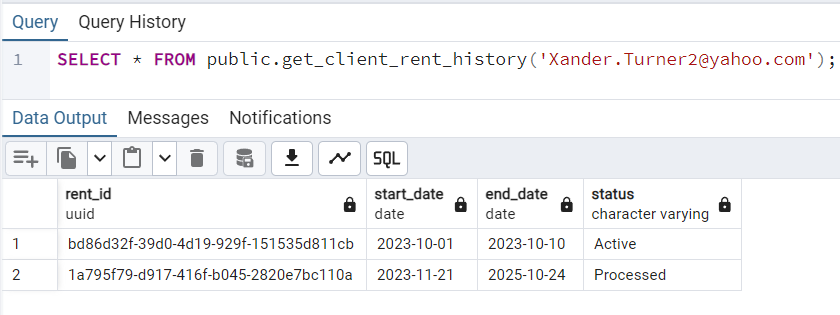 Query Query History
1 SELECT * FROM public.get_client_rent_history('Xander.Turner2@yahoo.com');
Data Output Messages Notifications
SQL
rent_id start_date end_date status
uuid date date character varying
1 bd86d32f-39d0-4d19-929f-151535d811cb 2023-10-01 2023-10-10 Active
2 1a795f79-d917-416f-b045-2820e7bc110a 2023-11-21 2025-10-24 Processed